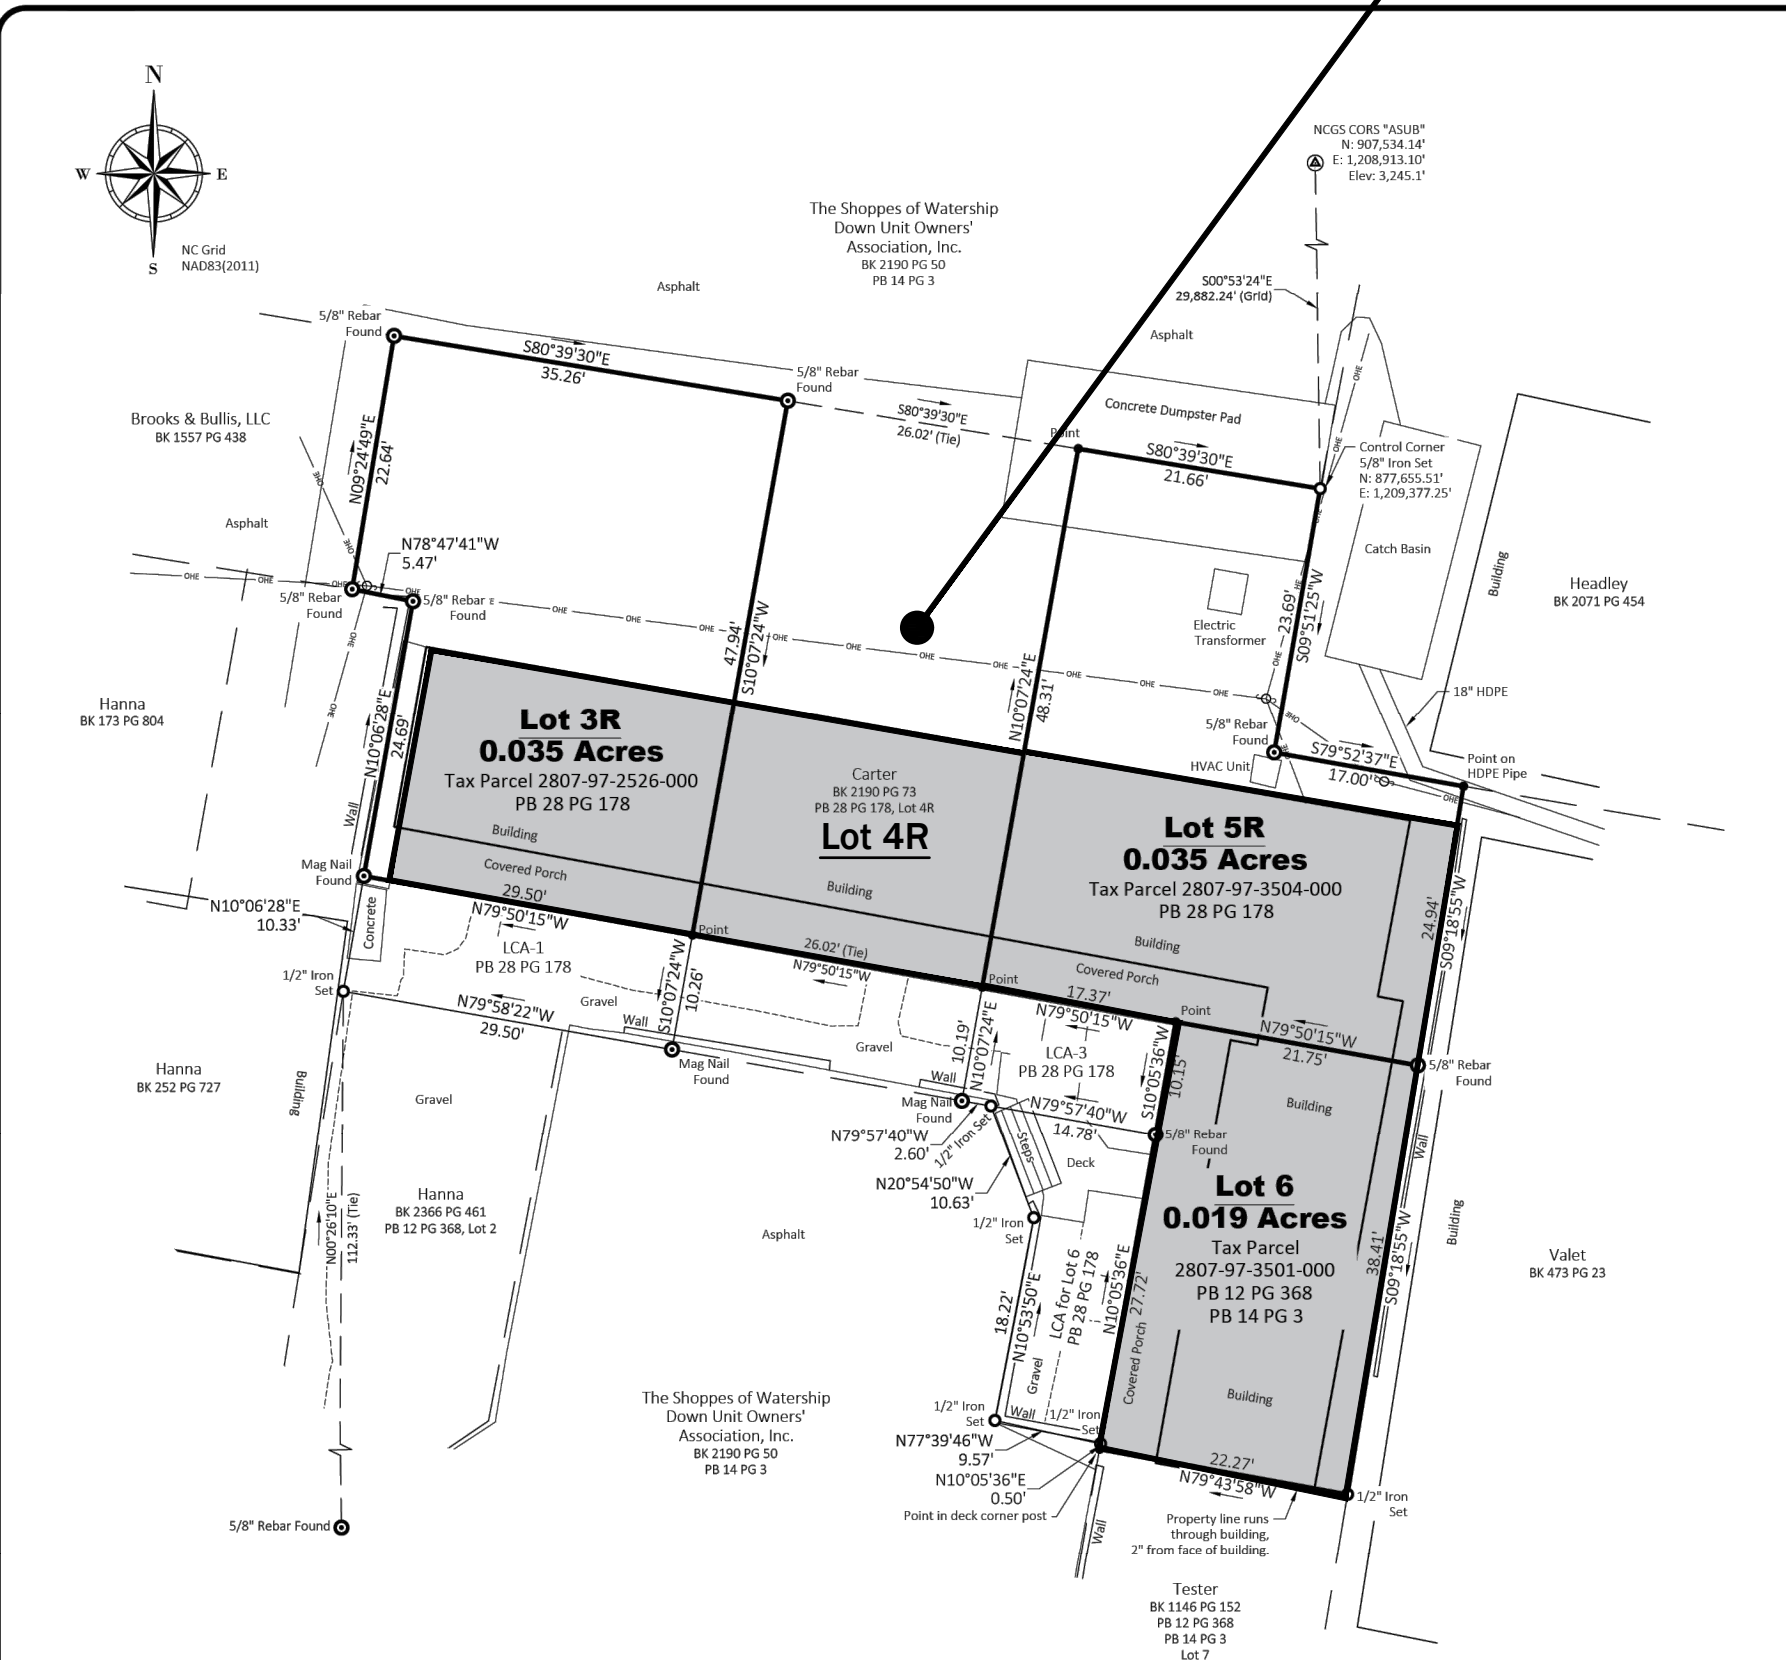 N
W
E
S
NC Grid
NAD83(2011)
NCGS CORS "ASUB"
N: 907,534.14'
E: 1,208,913.10'
Elev: 3,245.1'
The Shoppes of Watership
Down Unit Owners'
Association, Inc.
BK 2190 PG 50
PB 14 PG 3
S00°53'24"E
29,882.24' (Grid)
Asphalt
Asphalt
5/8" Rebar
Found
S80°39'30"E
35.26'
5/8" Rebar
Found
S80°39'30"E
26.02' (Tie)
Concrete Dumpster Pad
Point
S80°39'30"E
21.66'
OHE
OHE
Control Corner
5/8" Iron Set
N: 877,655.51'
E: 1,209,377.25'
Brooks & Bullis, LLC
BK 1557 PG 438
N09°24'49"E
22.64'
OHE
OHE
Asphalt
N78°47'41"W
5.47'
OHE
OHE
OHE
OHE
5/8" Rebar
Found
5/8" Rebar
Found
OHE
OHE
OHE
OHE
OHE
OHE
OHE
OHE
OHE
OHE
OHE
OHE
47.94'
S10°07'24"W
N10°07'24"E
48.31'
Catch Basin
Building
Headley
BK 2071 PG 454
Electric
Transformer
23.69'
S09°51'25"W
OHE
OHE
18" HDPE
5/8" Rebar
Found
OHE
HVAC Unit
S79°52'37"E
17.00'
OHE
Point on
HDPE Pipe
Hanna
BK 173 PG 804
N10°06'28"E
24.69'
Wall
Lot 3R
0.035 Acres
Tax Parcel 2807-97-2526-000
PB 28 PG 178
Building
Covered Porch
29.50'
N79°50'15"W
Carter
BK 2190 PG 73
PB 28 PG 178, Lot 4R
Lot 4R
Building
Lot 5R
0.035 Acres
Tax Parcel 2807-97-3504-000
PB 28 PG 178
Building
Covered Porch
24.94'
S09°18'55"W
Mag Nail
Found
N10°06'28"E
10.33'
Concrete
LCA-1
PB 28 PG 178
Point
26.02' (Tie)
N79°50'15"W
Point
17.37'
N79°50'15"W
Point
N79°50'15"W
21.75'
1/2" Iron
Set
N79°58'22"W
29.50'
Gravel
Wall
S10°07'24"W
10.26'
Mag Nail
Found
Gravel
10.19'
N10°07'24"E
Wall
LCA-3
PB 28 PG 178
S10°05'36"W
10.15'
5/8" Rebar
Found
Hanna
BK 252 PG 727
Building
Gravel
Mag Nail
Found
N79°57'40"W
2.60'
1/2" Iron Set
N79°57'40"W
14.78'
Steps
Deck
5/8" Rebar
Found
Building
Wall
N20°54'50"W
10.63'
1/2" Iron
Set
Hanna
BK 2366 PG 461
PB 12 PG 368, Lot 2
N00°26'10"E
112.33' (Tie)
Asphalt
Lot 6
0.019 Acres
Tax Parcel
2807-97-3501-000
PB 12 PG 368
PB 14 PG 3
38.41'
S09°18'55"W
Building
Valet
BK 473 PG 23
18.22'
N10°53'50"E
LCA for Lot 6
PB 28 PG 178
N10°05'36"E
27.72'
Covered Porch
Gravel
The Shoppes of Watership
Down Unit Owners'
Association, Inc.
BK 2190 PG 50
PB 14 PG 3
1/2" Iron
Set
Wall
1/2" Iron
Set
Building
N77°39'46"W
9.57'
N10°05'36"E
0.50'
Point in deck corner post
22.27'
N79°43'58"W
1/2" Iron
Set
5/8" Rebar Found
Wall
Property line runs
through building,
2" from face of building.
Tester
BK 1146 PG 152
PB 12 PG 368
PB 14 PG 3
Lot 7